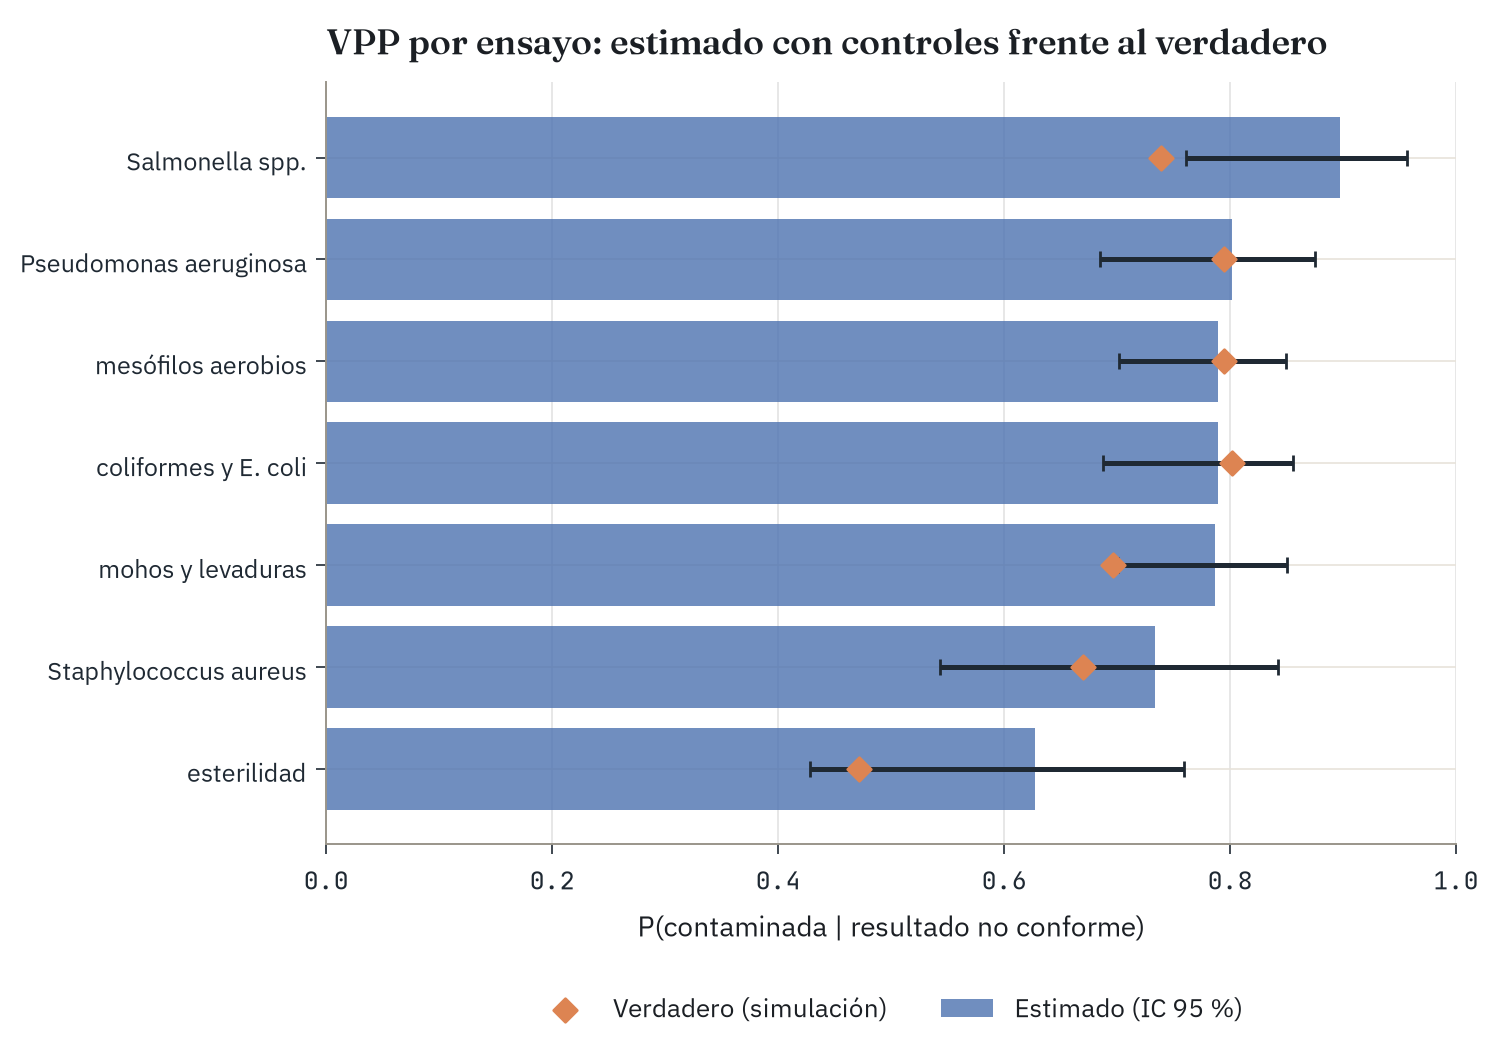 VPP por ensayo: estimado con controles frente al verdadero
Salmonella spp.
Pseudomonas aeruginosa
mesófilos aerobios
coliformes y E. coli
mohos y levaduras
Staphylococcus aureus
esterilidad
0.0 0.2 0.4 0.6 0.8 1.0
P(contaminada | resultado no conforme)
Verdadero (simulación) Estimado (IC 95 %)